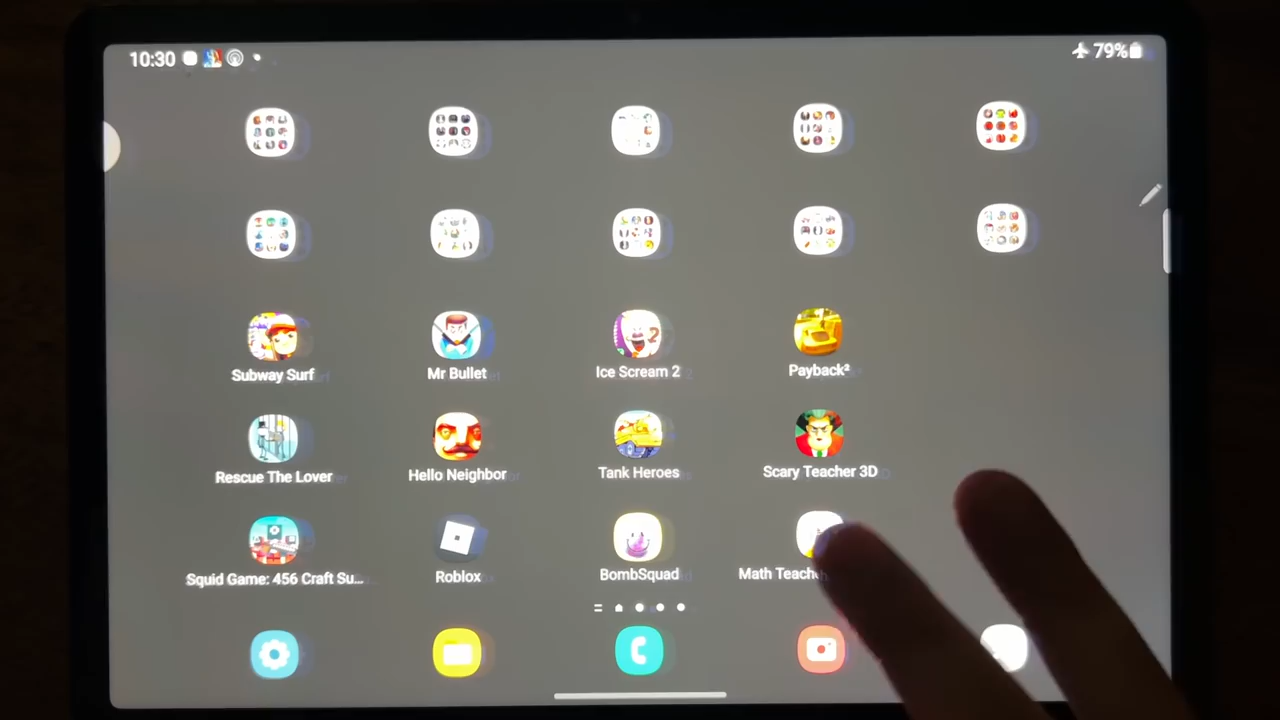 10:30
79%
Subway Surf
Mr Bullet
Ice Scream 2
Payback²
Rescue The Lover
Hello Neighbor
Tank Heroes
Scary Teacher 3D
Squid Game: 456 Craft Su...
Roblox
BombSquad
Math